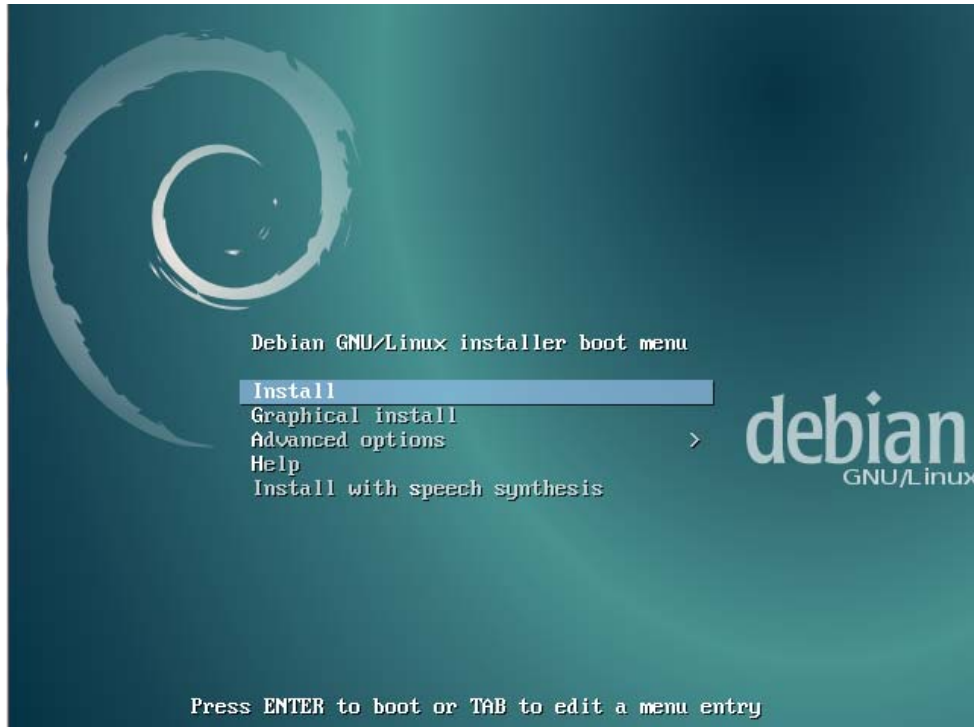 Debian GNU/Linux installer boot menu
Install
Graphical install
Advanced options >
Help
Install with speech synthesis
debian
GNU/Linux
Press ENTER to boot or TAB to edit a menu entry